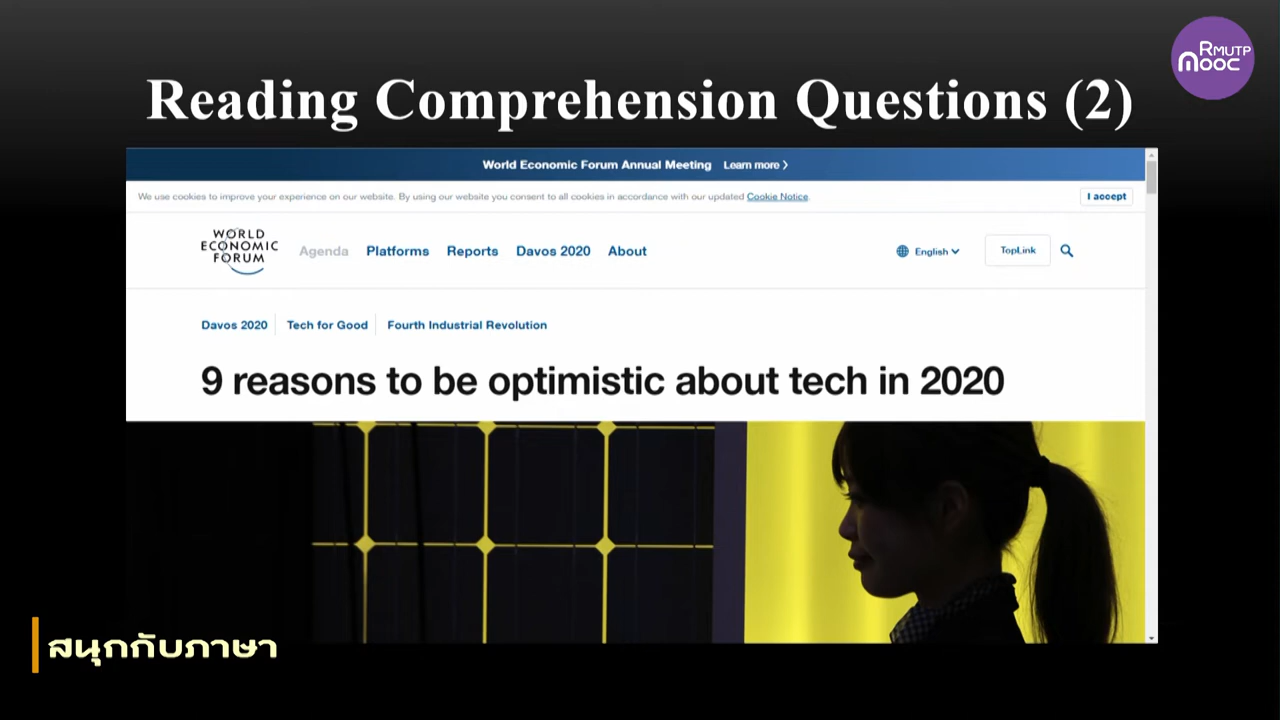 RMUTP
MOOC
Reading Comprehension Questions (2)
World Economic Forum Annual Meeting Learn more
We use cookies to improve your experience on our website. By using our website you consent to all cookies in accordance with our updated Cookie Notice.
I accept
WORLD
ECONOMIC
FORUM
Agenda Platforms Reports Davos 2020 About
English
TopLink
Davos 2020 Tech for Good Fourth Industrial Revolution
9 reasons to be optimistic about tech in 2020
สนุกกับภาษา